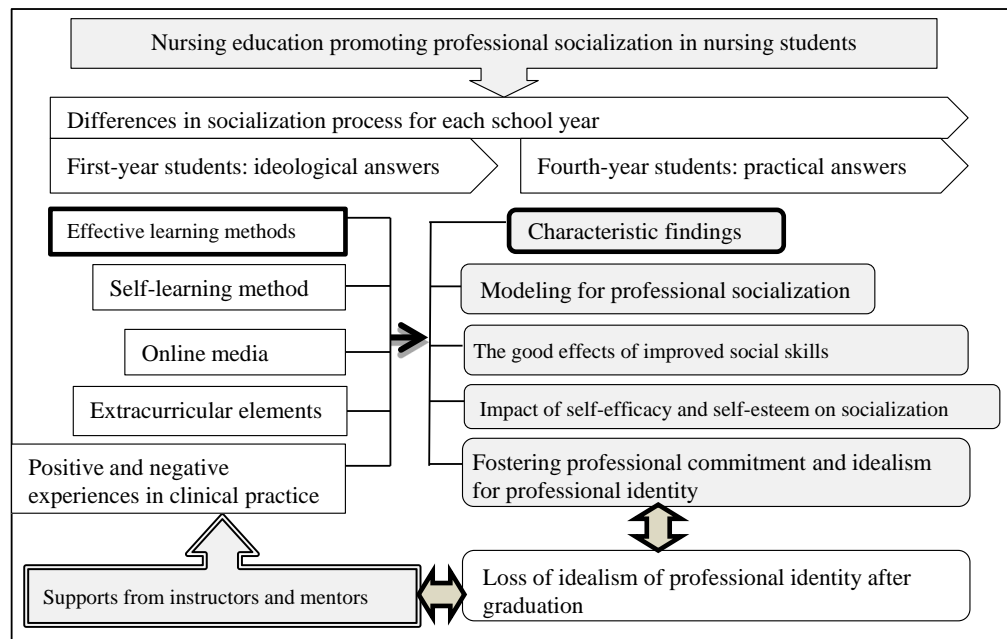 Nursing education promoting professional socialization in nursing students
Differences in socialization process for each school year
First-year students: ideological answers
Fourth-year students: practical answers
Effective learning methods
Self-learning method
Online media
Extracurricular elements
Positive and negative
experiences in clinical practice
Characteristic findings
Modeling for professional socialization
The good effects of improved social skills
Impact of self-efficacy and self-esteem on socialization
Fostering professional commitment and idealism
for professional identity
Supports from instructors and mentors
Loss of idealism of professional identity after
graduation